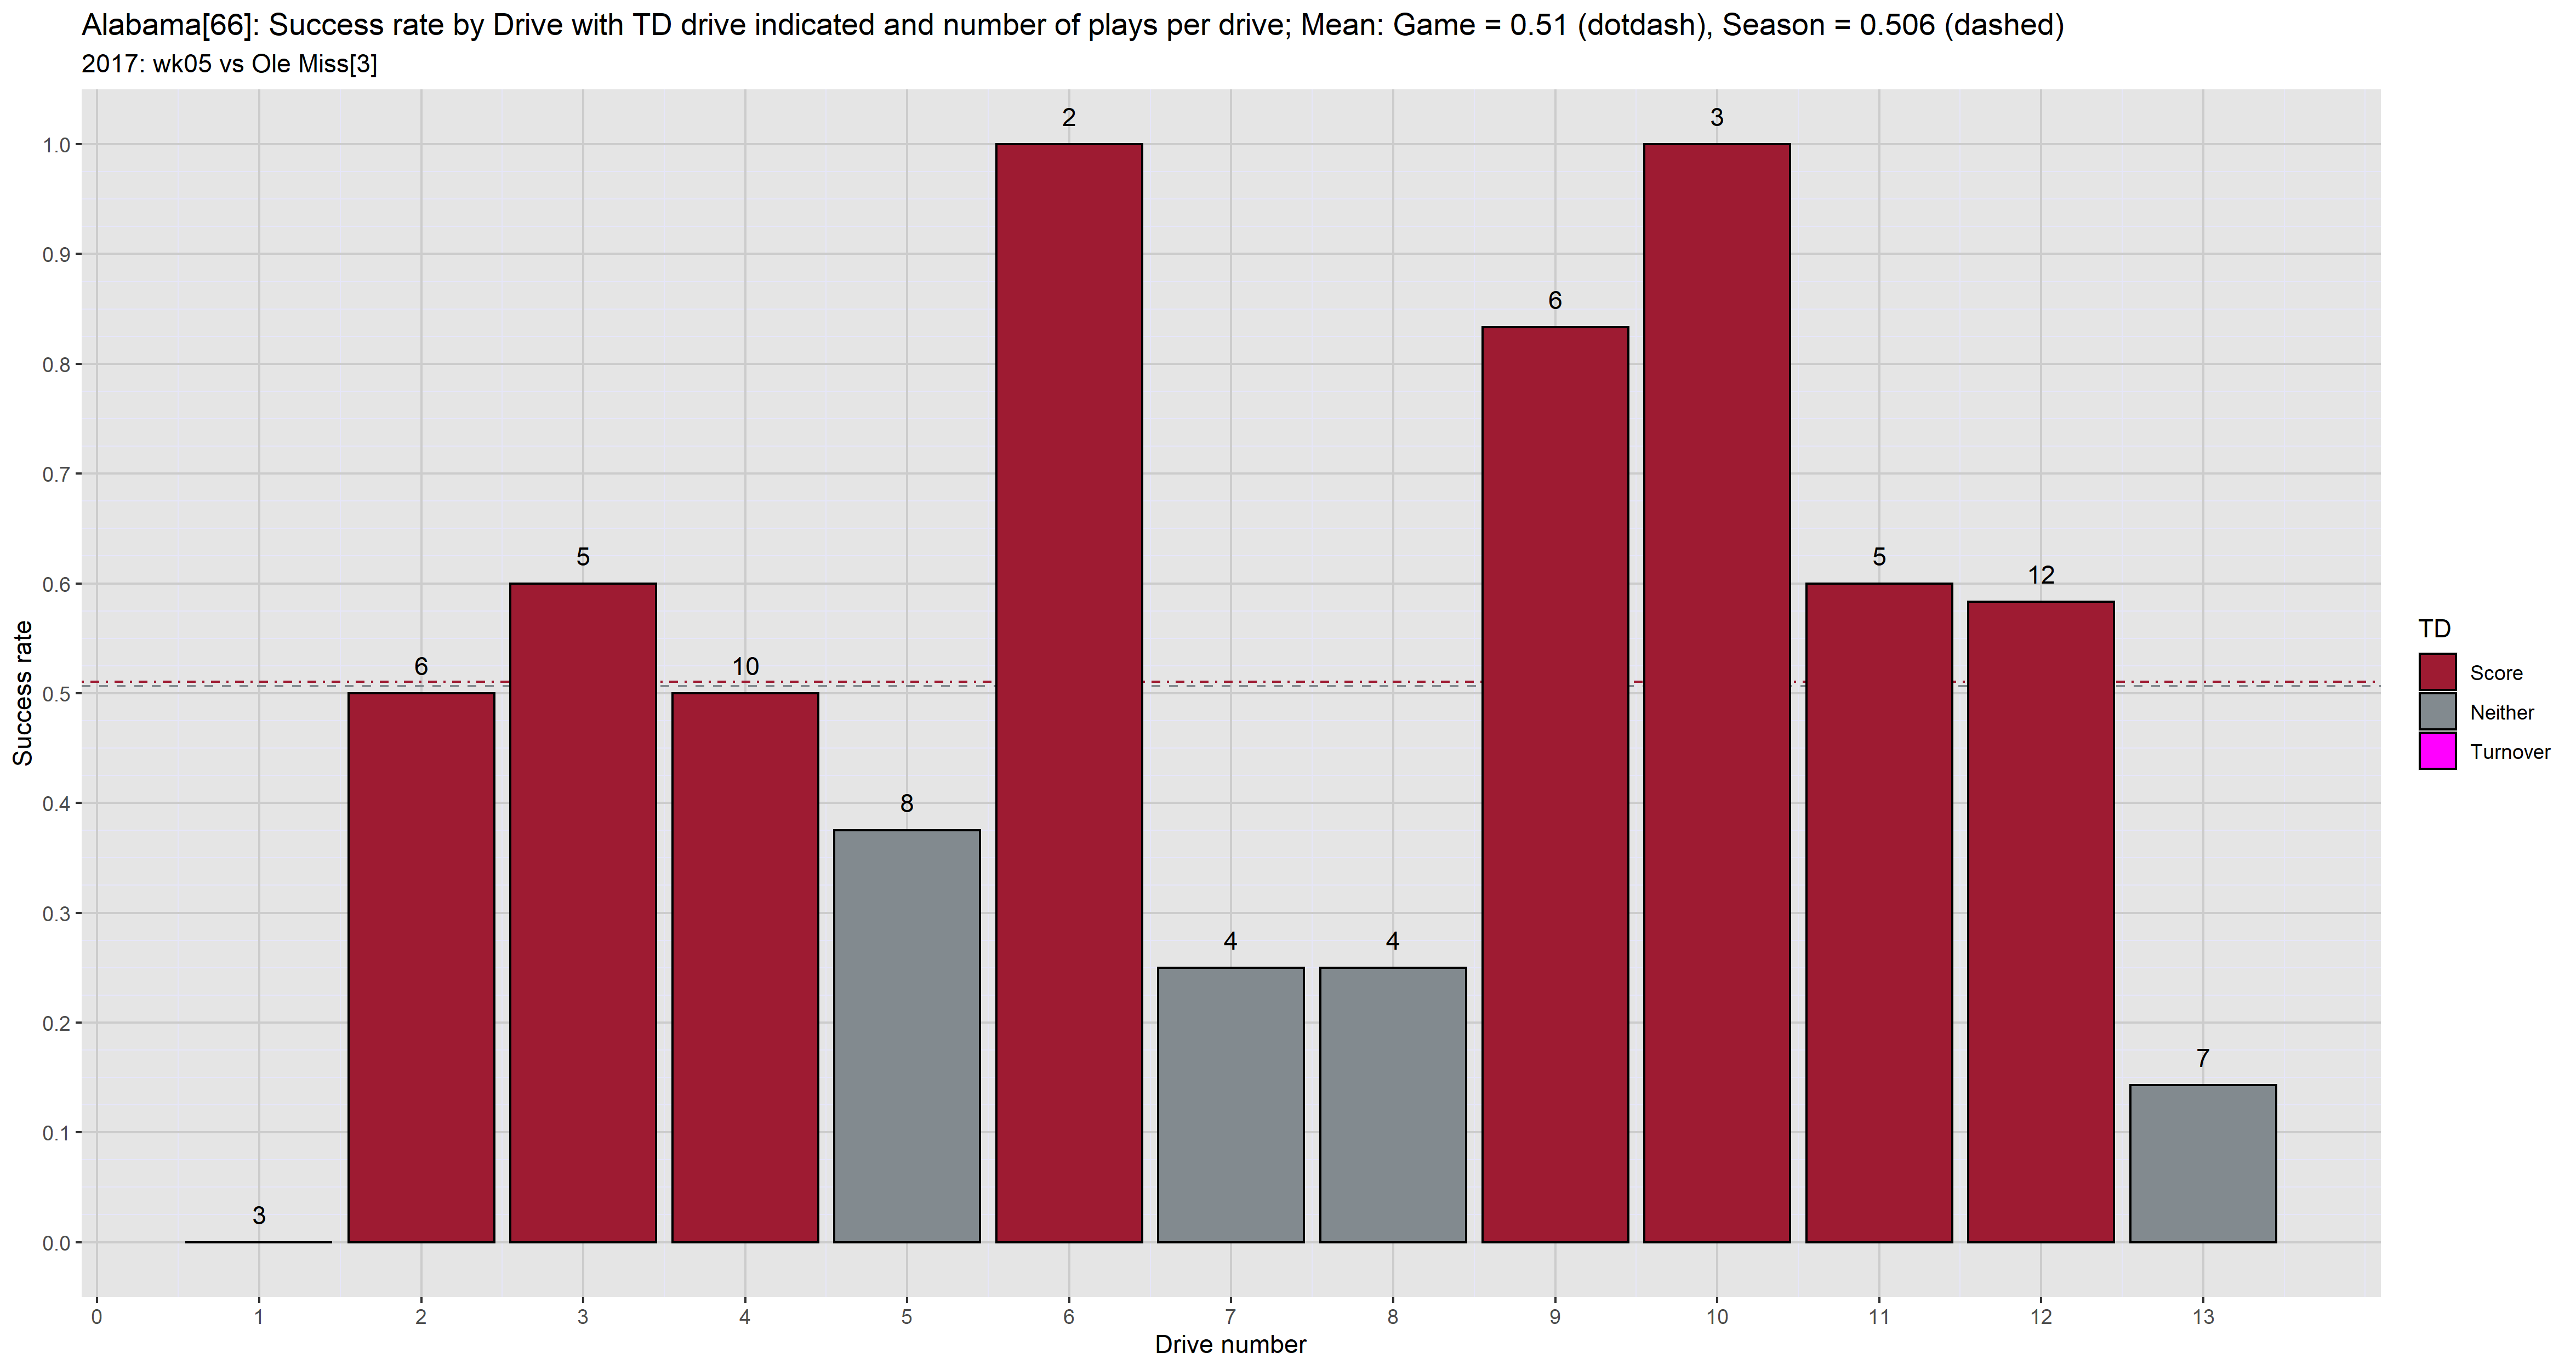 Alabama[66]: Success rate by Drive with TD drive indicated and number of plays per drive; Mean: Game = 0.51 (dotdash), Season = 0.506 (dashed)
2017: wk05 vs Ole Miss[3]
Success rate
1.0
0.9
0.8
0.7
0.6
0.5
0.4
0.3
0.2
0.1
0.0
3
6
5
10
8
2
4
4
6
3
5
12
7
0 1 2 3 4 5 6 7 8 9 10 11 12 13
Drive number
TD
Score
Neither
Turnover